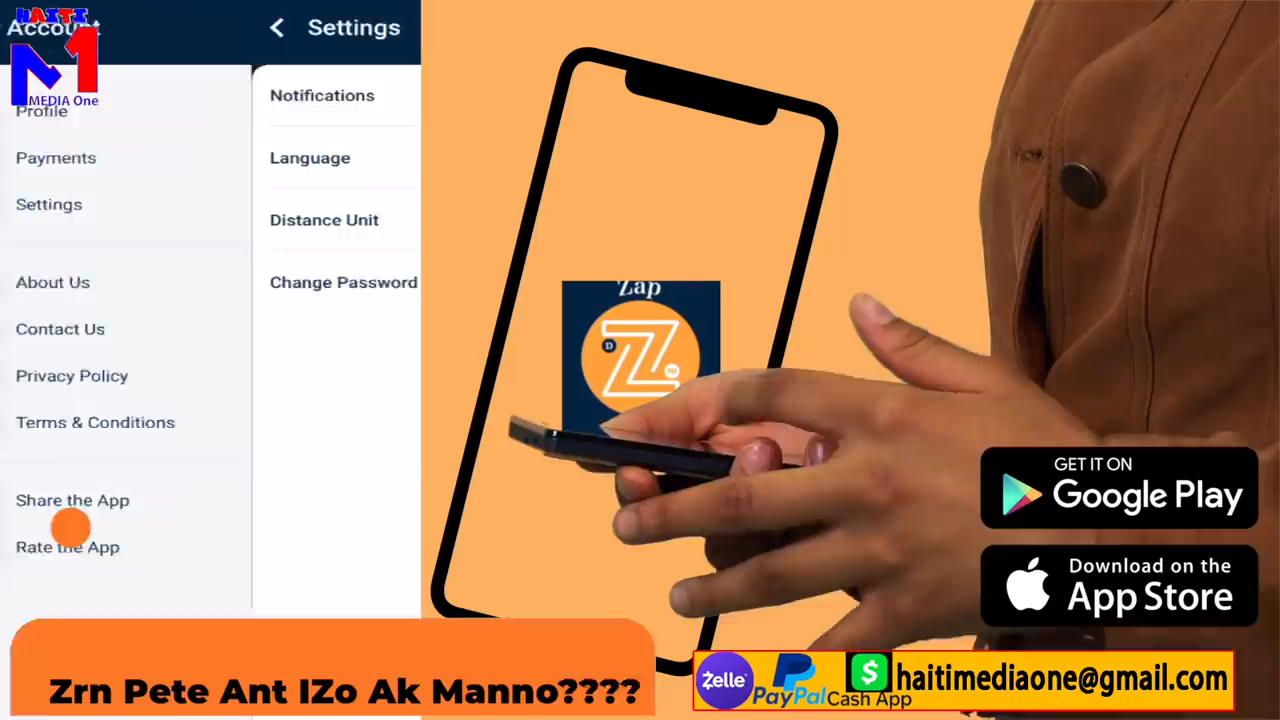 HAITI
M1
MEDIA One
Account
Profile
Payments
Settings
About Us
Contact Us
Privacy Policy
Terms & Conditions
Share the App
Rate the App
Settings
Notifications
Language
Distance Unit
Change Password
Zap
D
Z
GET IT ON
Google Play
Download on the
App Store
Zrn Pete Ant IZo Ak Manno????
Zelle
PayPal
$
Cash App
haitimediaone@gmail.com